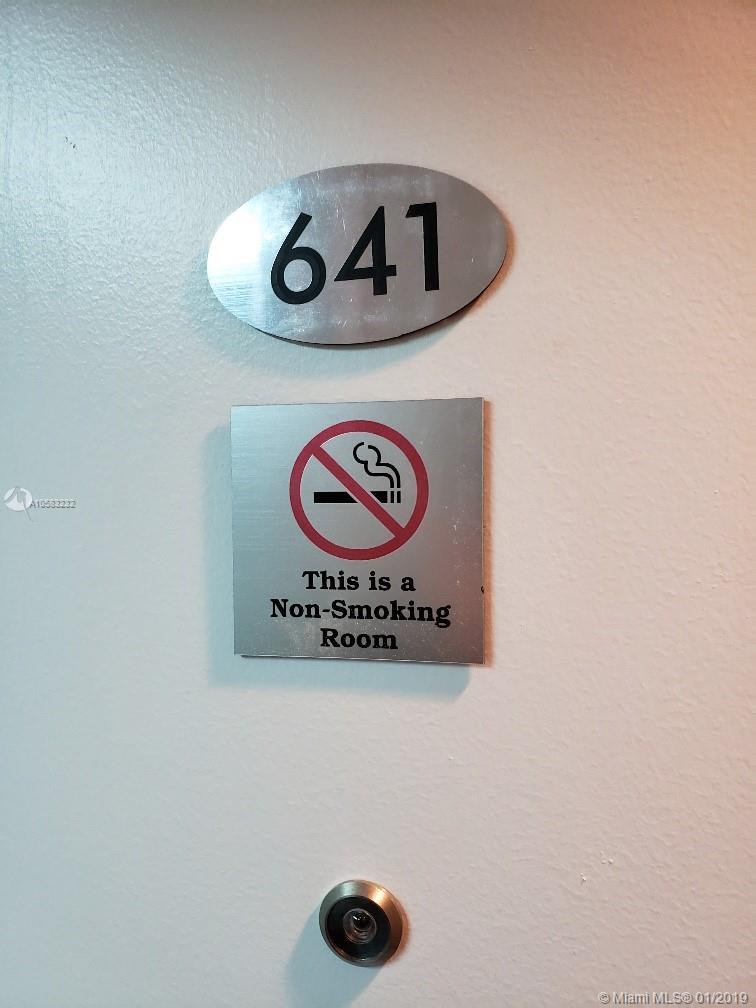 641
This is a
Non-Smoking
Room
A10583232
© Miami MLS® 01/2019